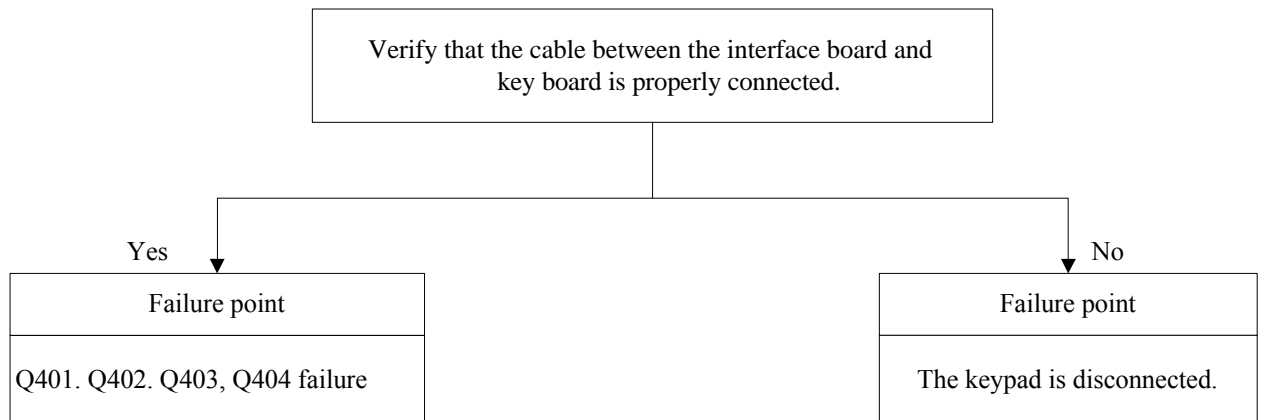 Verify that the cable between the interface board and
key board is properly connected.
Yes
No
Failure point
Q401. Q402. Q403, Q404 failure
Failure point
The keypad is disconnected.